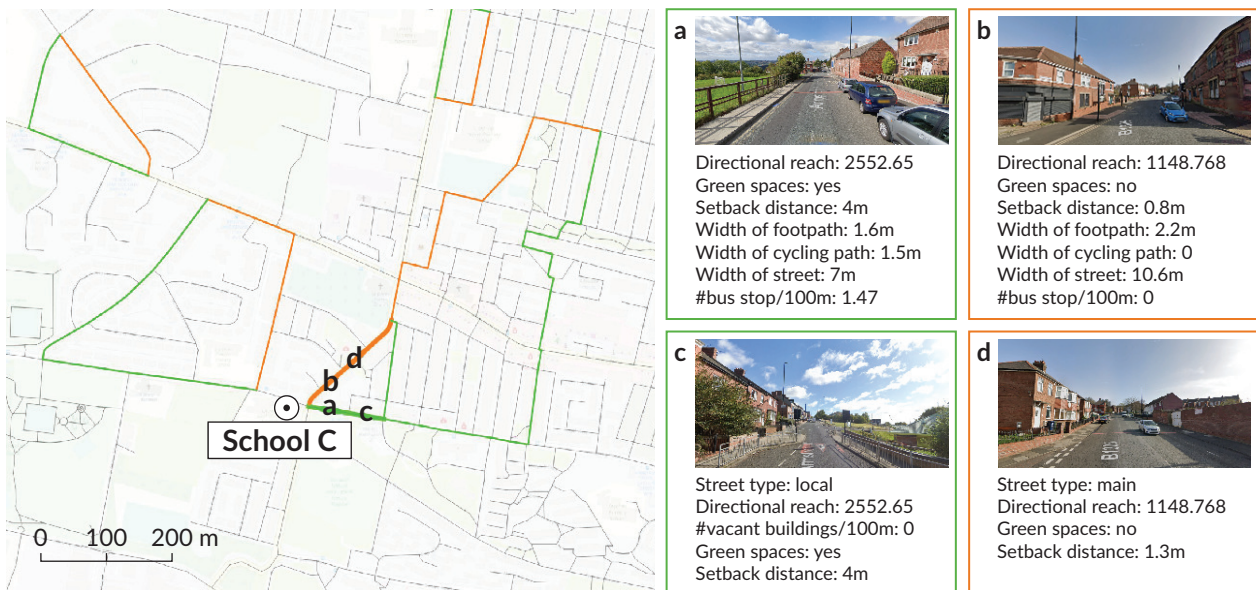 a
Directional reach: 2552.65
Green spaces: yes
Setback distance: 4m
Width of footpath: 1.6m
Width of cycling path: 1.5m
Width of street: 7m
#bus stop/100m: 1.47
b
B1126
Directional reach: 1148.768
Green spaces: no
Setback distance: 0.8m
Width of footpath: 2.2m
Width of cycling path: 0
Width of street: 10.6m
#bus stop/100m: 0
d
b
a
c
School C
0 100 200 m
c
Street type: local
Directional reach: 2552.65
#vacant buildings/100m: 0
Green spaces: yes
Setback distance: 4m
d
Street type: main
Directional reach: 1148.768
Green spaces: no
Setback distance: 1.3m